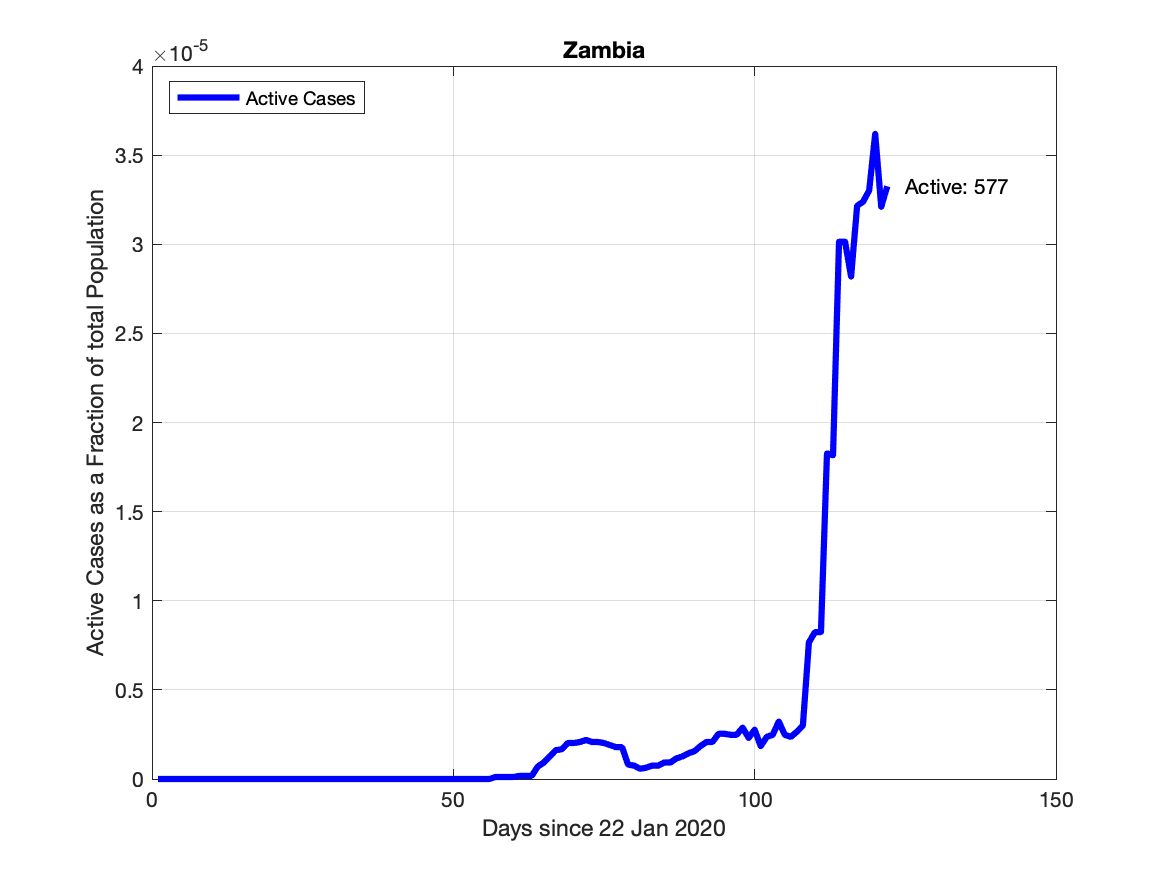 Zambia
×10-5
4
3.5
3
2.5
2
1.5
1
0.5
0
Active Cases
Active: 577
Active Cases as a Fraction of total Population
0 50 100 150
Days since 22 Jan 2020